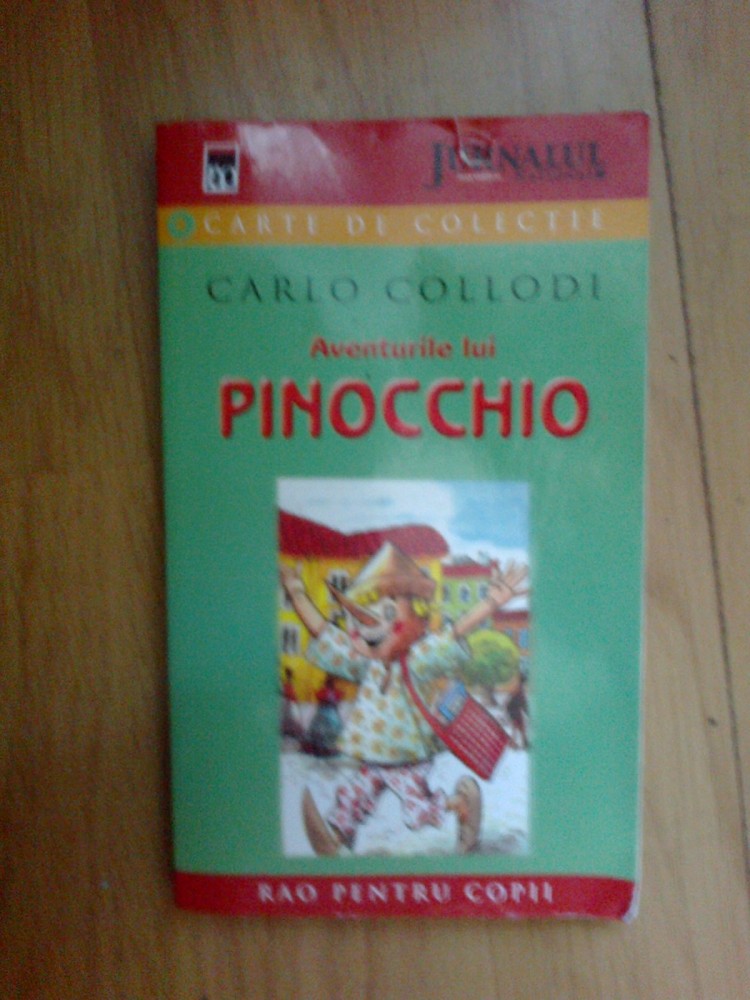 JURNALUL
CARTE DE COLECȚIE
CARLO COLLODI
Aventurile lui
PINOCCHIO
RAO PENTRU COPII